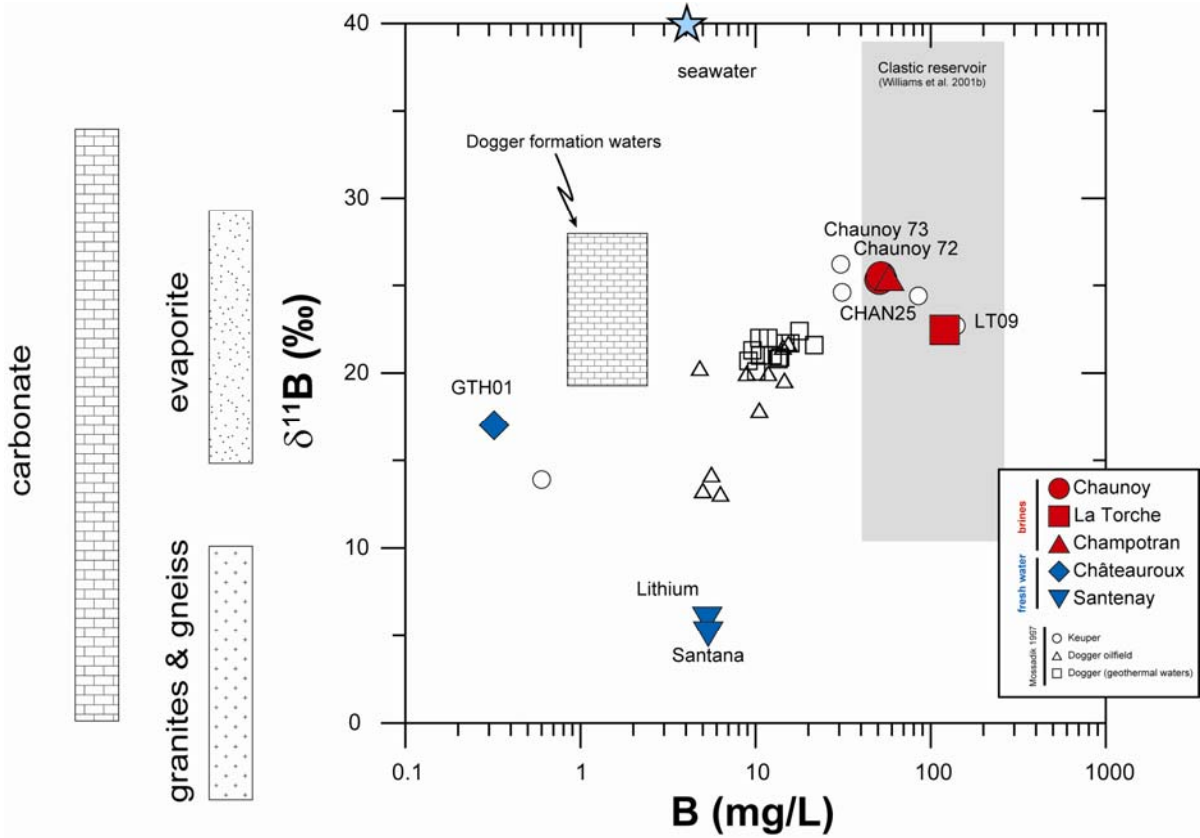 carbonate
evaporite
granites & gneiss
δ¹¹B (‰)
40
30
20
10
0
seawater
Clastic reservoir
(Williams et al. 2001b)
Dogger formation waters
Chaunoy 73
Chaunoy 72
CHAN25
LT09
GTH01
Lithium
Santana
brines
Chaunoy
La Torche
Champotran
fresh water
Châteauroux
Santenay
Mossadik 1997
Keuper
Dogger oilfield
Dogger (geothermal waters)
0.1
1
10
100
1000
B (mg/L)